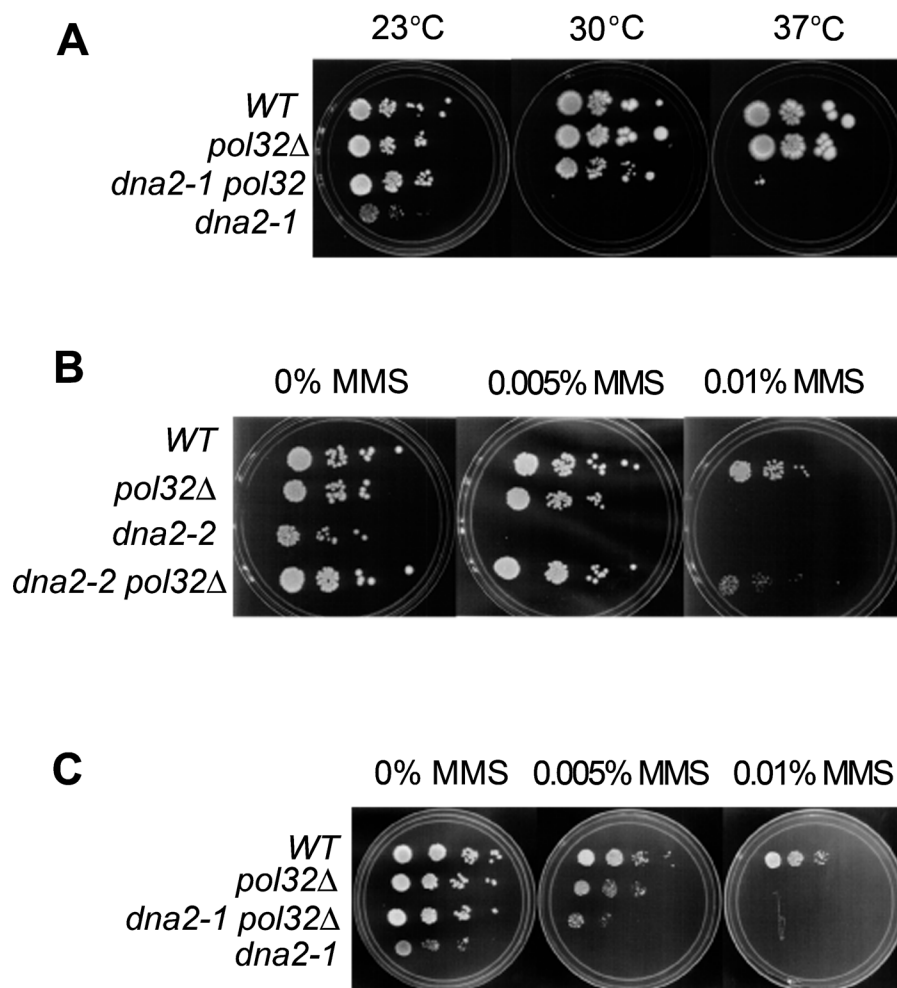 A
23°C 30°C 37°C
WT
pol32Δ
dna2-1 pol32
dna2-1
B
0% MMS 0.005% MMS 0.01% MMS
WT
pol32Δ
dna2-2
dna2-2 pol32Δ
C
0% MMS 0.005% MMS 0.01% MMS
WT
pol32Δ
dna2-1 pol32Δ
dna2-1